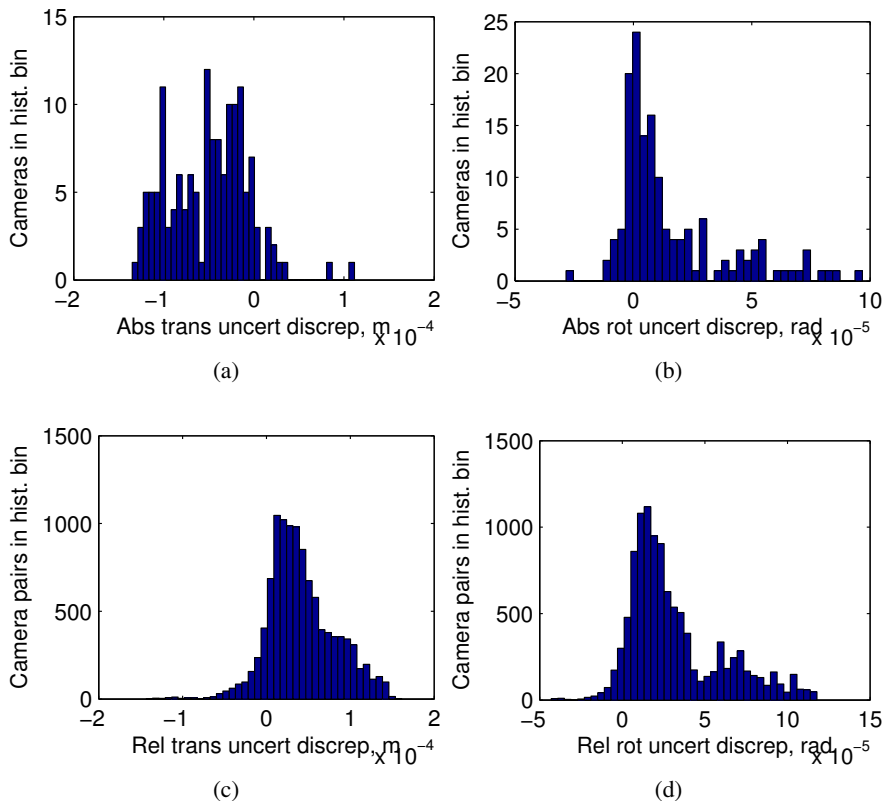 15
10
5
0
Cameras in hist. bin
−2
−1
0
1
2
Abs trans uncert discrep, m
x 10−4
(a)
25
20
15
10
5
0
Cameras in hist. bin
−5
0
5
10
Abs rot uncert discrep, rad
x 10−5
(b)
1500
1000
500
0
Camera pairs in hist. bin
−2
−1
0
1
2
Rel trans uncert discrep, m
x 10−4
(c)
1500
1000
500
0
Camera pairs in hist. bin
−5
0
5
10
15
Rel rot uncert discrep, rad
x 10−5
(d)